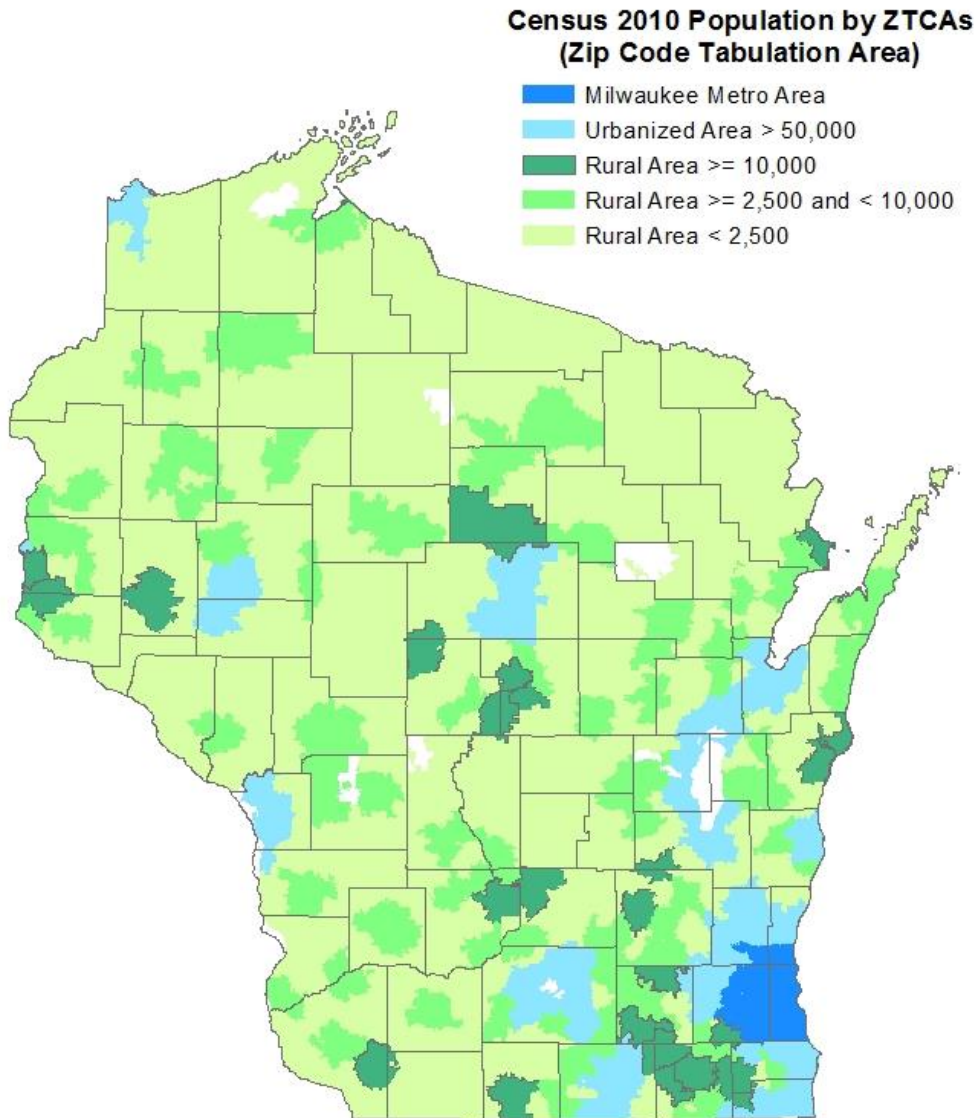 Census 2010 Population by ZTCAs
(Zip Code Tabulation Area)
Milwaukee Metro Area
Urbanized Area > 50,000
Rural Area >= 10,000
Rural Area >= 2,500 and < 10,000
Rural Area < 2,500